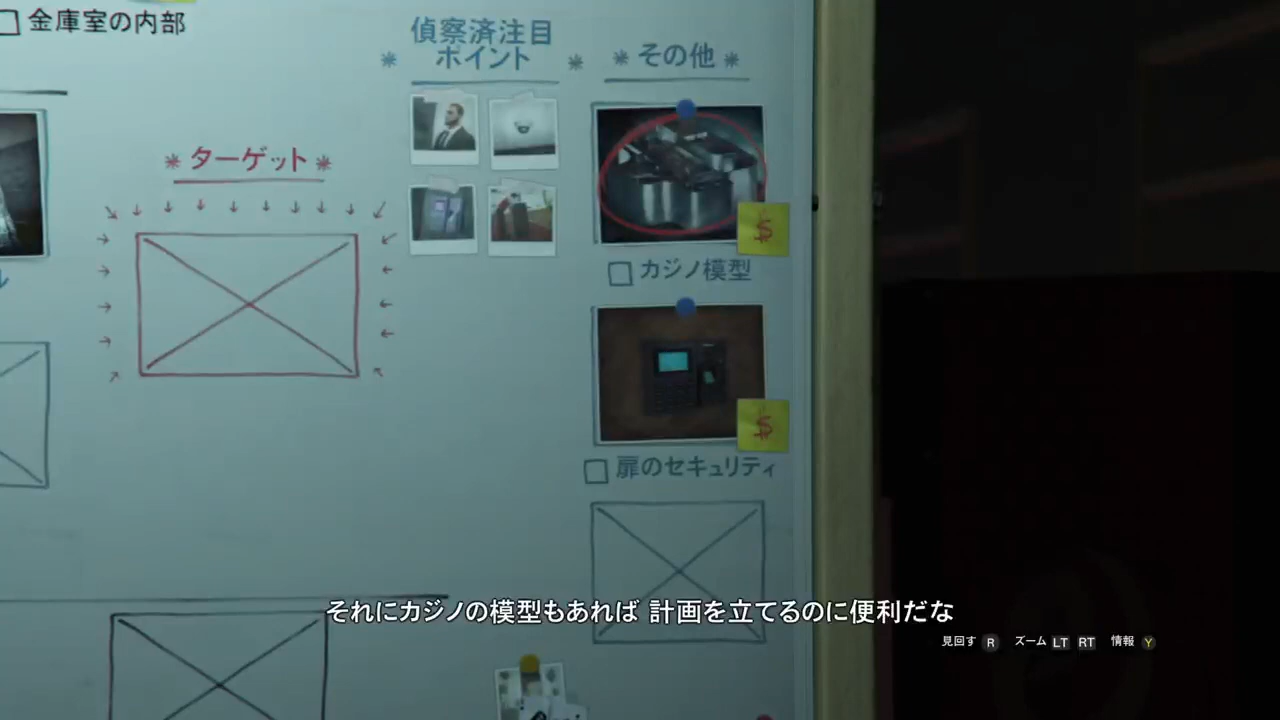 金庫室の内部
偵察済注目
ポイント
その他
ターゲット
$
カジノ模型
$
扉のセキュリティ
それにカジノの模型もあれば 計画を立てるのに便利だな
見回す R ズーム LT RT 情報 Y